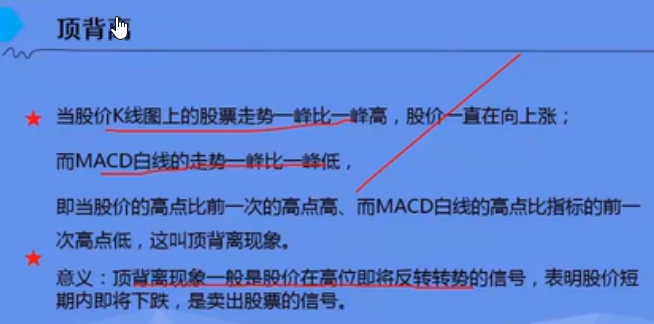 顶背离
当股价K线图上的股票走势一峰比一峰高，股价一直在向上涨；
而MACD白线的走势一峰比一峰低，
即当股价的高点比前一次的高点高、而MACD白线的高点比指标的前一
次高点低，这叫顶背离现象。
意义：顶背离现象一般是股价在高位即将反转转势的信号，表明股价短
期内即将下跌，是卖出股票的信号。